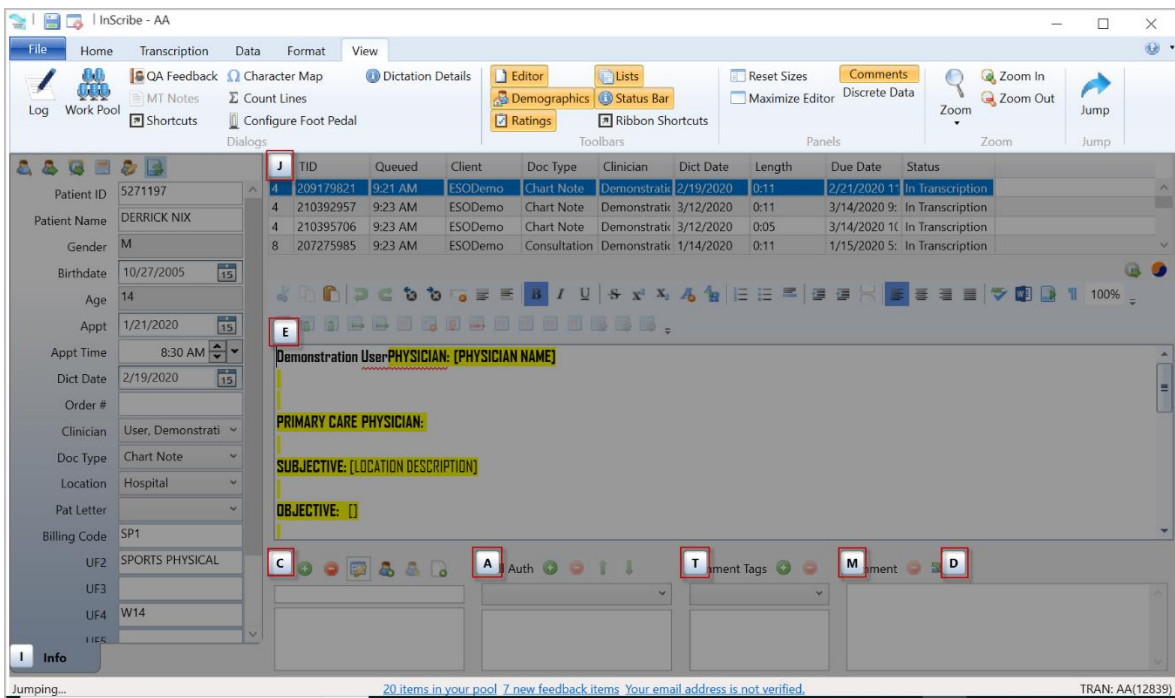 InScribe - AA
File Home Transcription Data Format View
Log
Work Pool
QA Feedback
MT Notes
Shortcuts
Character Map
Count Lines
Configure Foot Pedal
Dialogs
Dictation Details
Editor
Demographics
Ratings
Lists
Status Bar
Ribbon Shortcuts
Toolbars
Reset Sizes
Maximize Editor
Comments
Discrete Data
Panels
Zoom
Zoom In
Zoom Out
Zoom
Jump
Jump
Patient ID 5271197
Patient Name DERRICK NIX
Gender M
Birthdate 10/27/2005 15
Age 14
Appt 1/21/2020 15
Appt Time 8:30 AM
Dict Date 2/19/2020 15
Order #
Clinician User, Demonstrati
Doc Type Chart Note
Location Hospital
Pat Letter
Billing Code SP1
UF2 SPORTS PHYSICAL
UF3
UF4 W14
UF5
I Info
J TID Queued Client Doc Type Clinician Dict Date Length Due Date Status
4 209179821 9:21 AM ESODemo Chart Note Demonstratic 2/19/2020 0:11 2/21/2020 11 In Transcription
4 210392957 9:23 AM ESODemo Chart Note Demonstratic 3/12/2020 0:11 3/14/2020 9: In Transcription
4 210395706 9:23 AM ESODemo Chart Note Demonstratic 3/12/2020 0:05 3/14/2020 1( In Transcription
8 207275985 9:23 AM ESODemo Consultation Demonstratic 1/14/2020 0:11 1/15/2020 5: In Transcription
B I U S x² X₂ 100%
E
Demonstration UserPHYSICIAN: [PHYSICIAN NAME]
PRIMARY CARE PHYSICIAN:
SUBJECTIVE: [LOCATION DESCRIPTION]
OBJECTIVE: []
C A Auth T mment Tags M mment D
Jumping... 20 items in your pool 7 new feedback items Your email address is not verified. TRAN: AA(12839)